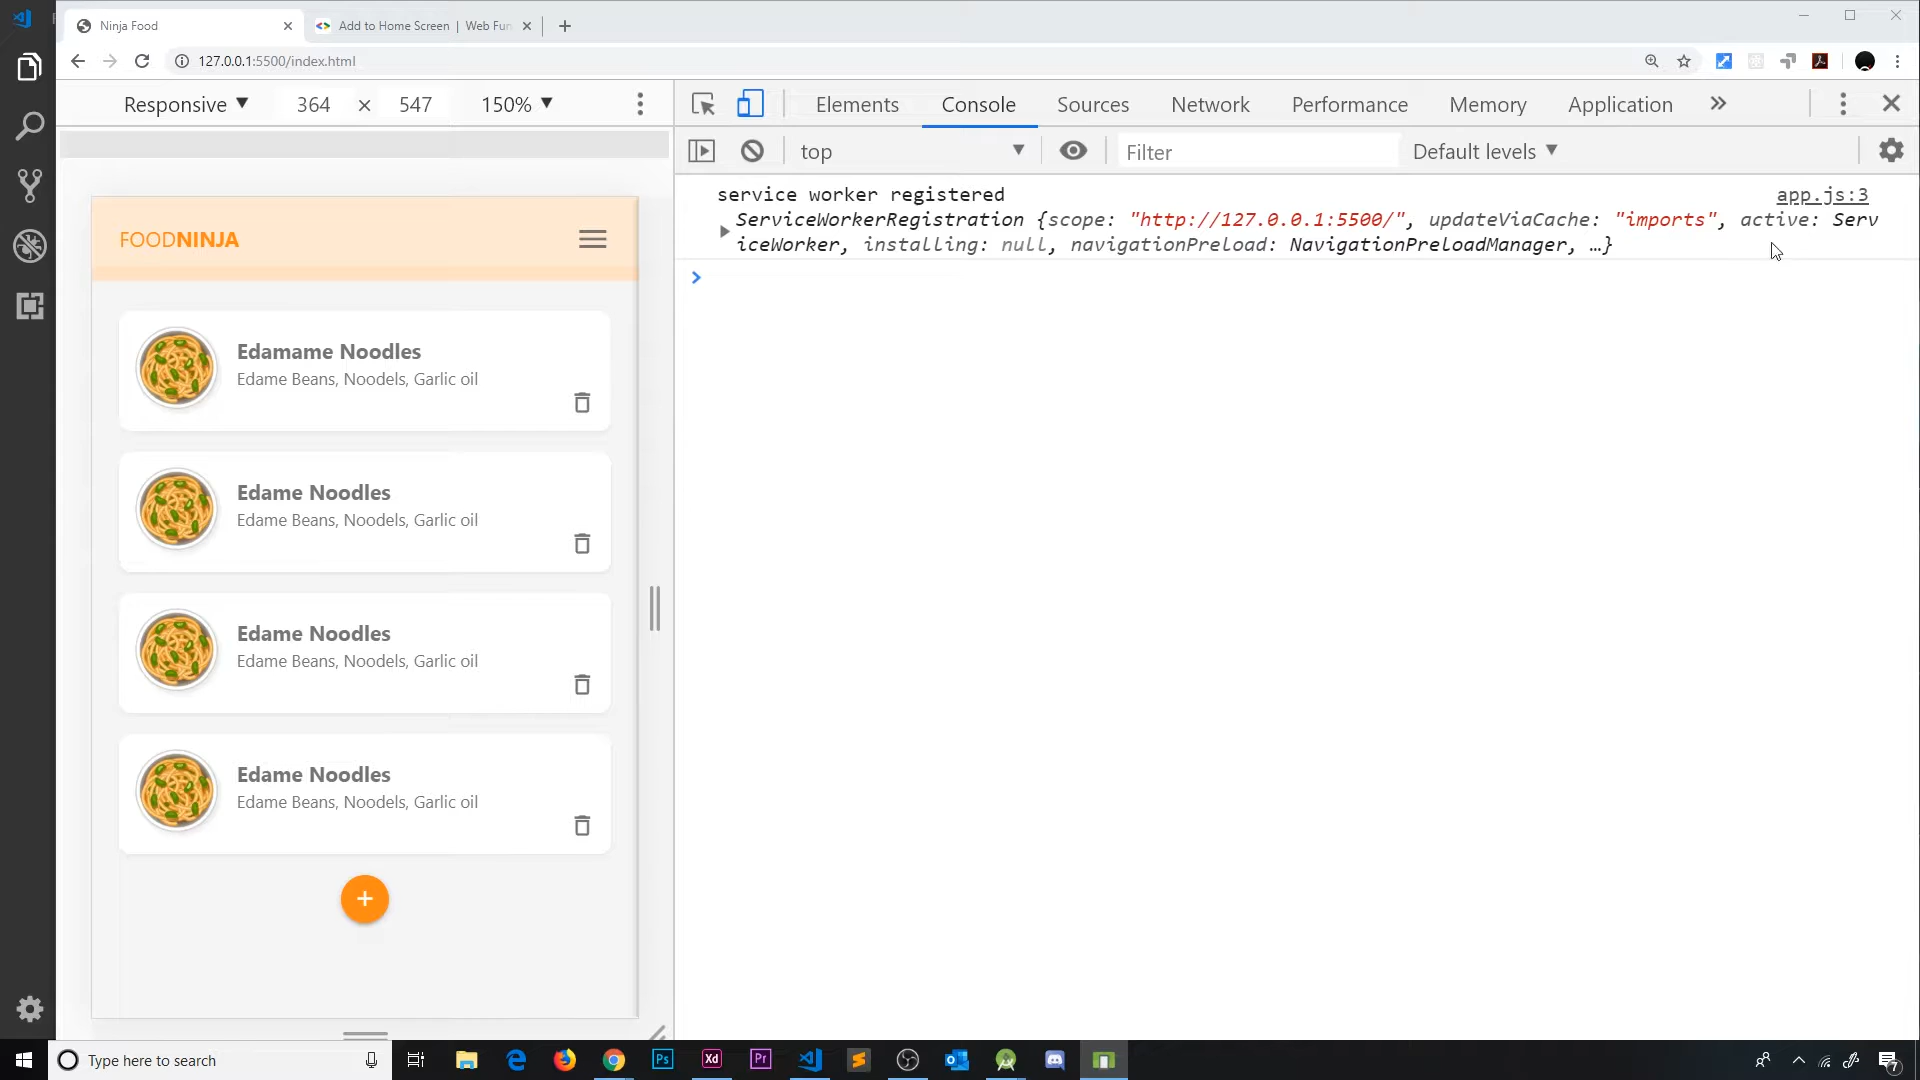 Ninja Food
Add to Home Screen | Web Fun
127.0.0.1:5500/index.html
Responsive ▼ 364 × 547 150% ▼
Elements Console Sources Network Performance Memory Application »
top ▼ Filter Default levels ▼
FOODNINJA
service worker registered app.js:3
ServiceWorkerRegistration {scope: "http://127.0.0.1:5500/", updateViaCache: "imports", active: Serv
iceWorker, installing: null, navigationPreload: NavigationPreloadManager, …}
Edamame Noodles
Edame Beans, Noodels, Garlic oil
Edame Noodles
Edame Beans, Noodels, Garlic oil
Edame Noodles
Edame Beans, Noodels, Garlic oil
Edame Noodles
Edame Beans, Noodels, Garlic oil
+
Type here to search
Ps
Xd
Pr
7